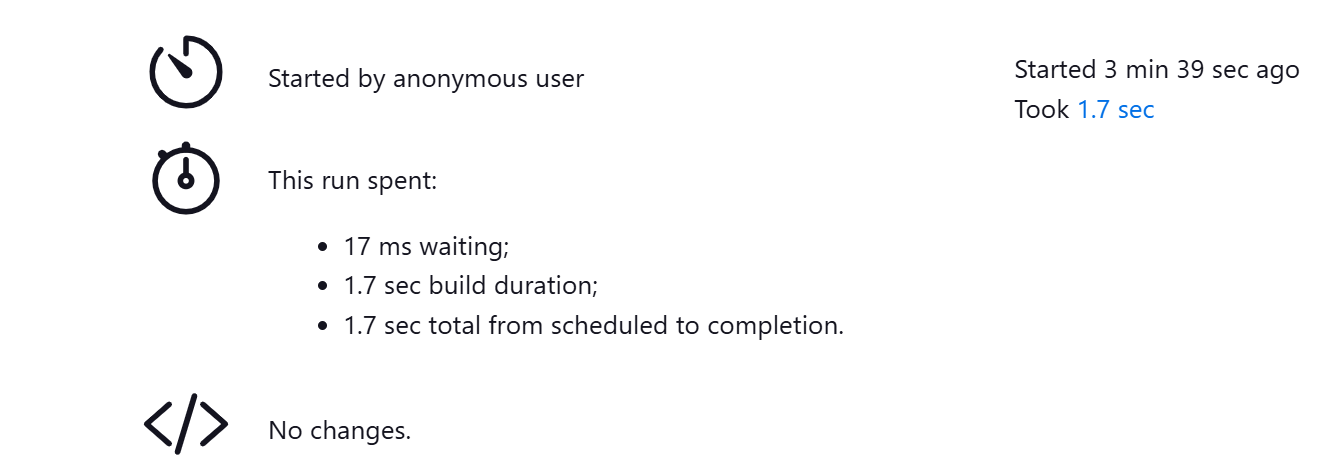 Started by anonymous user
Started 3 min 39 sec ago
Took 1.7 sec
This run spent:
17 ms waiting;
1.7 sec build duration;
1.7 sec total from scheduled to completion.
No changes.